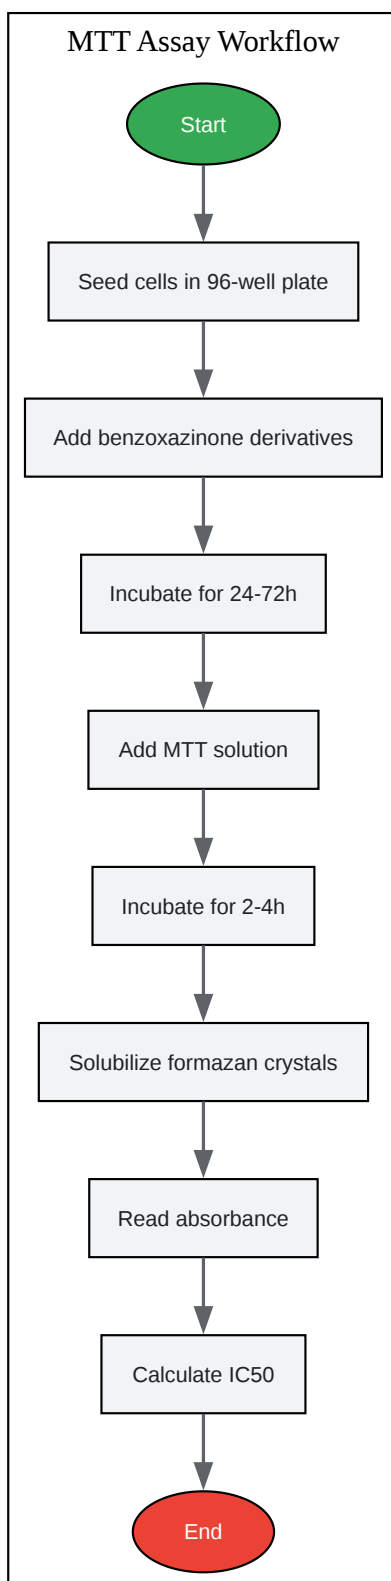 MTT Assay Workflow
Start
Seed cells in 96-well plate
Add benzoxazinone derivatives
Incubate for 24-72h
Add MTT solution
Incubate for 2-4h
Solubilize formazan crystals
Read absorbance
Calculate IC50
End